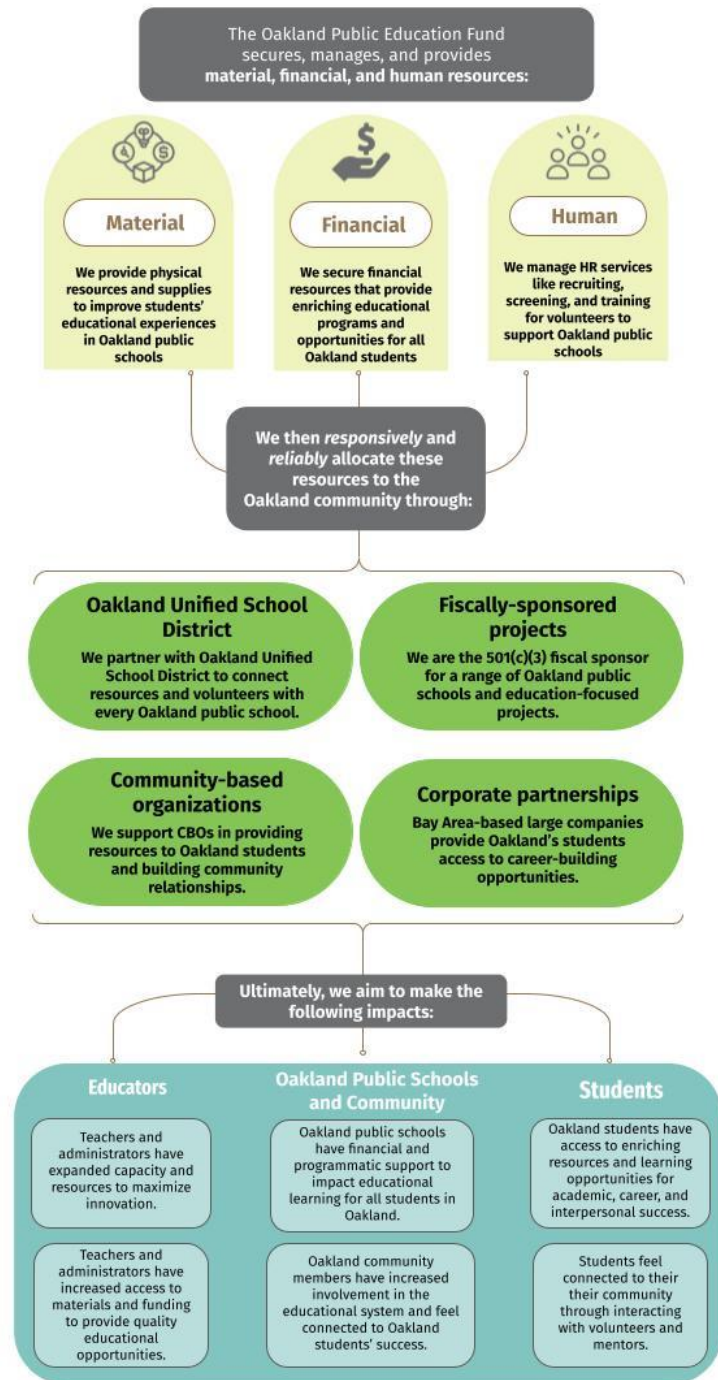 The Oakland Public Education Fund
secures, manages, and provides
material, financial, and human resources:
Material
We provide physical
resources and supplies
to improve students'
educational experiences
in Oakland public
schools
Financial
We secure financial
resources that provide
enriching educational
programs and
opportunities for all
Oakland students
Human
We manage HR services
like recruiting,
screening, and training
for volunteers to
support Oakland public
schools
We then responsively and
reliably allocate these
resources to the
Oakland community through:
Oakland Unified School
District
We partner with Oakland Unified
School District to connect
resources and volunteers with
every Oakland public school.
Fiscally-sponsored
projects
We are the 501(c)(3) fiscal sponsor
for a range of Oakland public
schools and education-focused
projects.
Community-based
organizations
We support CBOs in providing
resources to Oakland students
and building community
relationships.
Corporate partnerships
Bay Area-based large companies
provide Oakland's students
access to career-building
opportunities.
Ultimately, we aim to make the
following impacts:
Educators
Teachers and
administrators have
expanded capacity and
resources to maximize
innovation.
Teachers and
administrators have
increased access to
materials and funding
to provide quality
educational
opportunities.
Oakland Public Schools
and Community
Oakland public schools
have financial and
programmatic support to
impact educational
learning for all students in
Oakland.
Oakland community
members have increased
involvement in the
educational system and feel
connected to Oakland
students' success.
Students
Oakland students have
access to enriching
resources and learning
opportunities for
academic, career, and
interpersonal success.
Students feel
connected to their
their community
through interacting
with volunteers and
mentors.